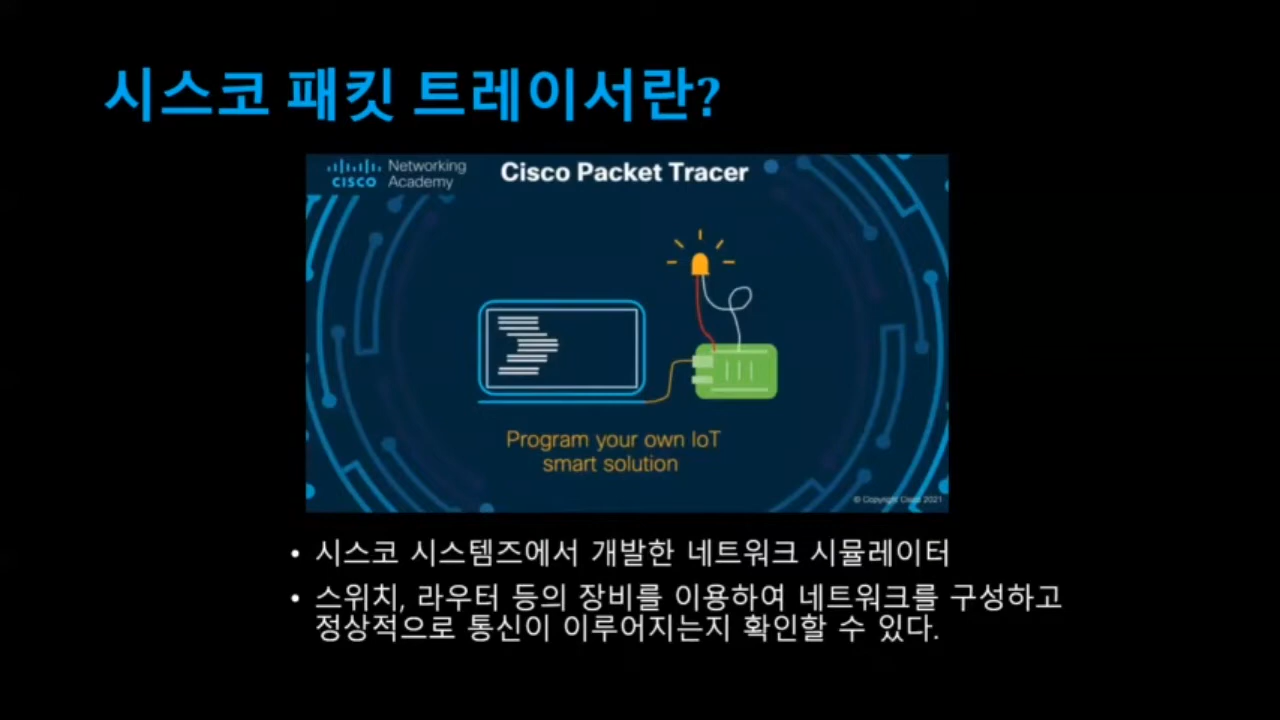 시스코 패킷 트레이서란?
CISCO Networking Academy
Cisco Packet Tracer
Program your own IoT
smart solution
© Copyright Cisco 2021
• 시스코 시스템즈에서 개발한 네트워크 시뮬레이터
• 스위치, 라우터 등의 장비를 이용하여 네트워크를 구성하고
정상적으로 통신이 이루어지는지 확인할 수 있다.